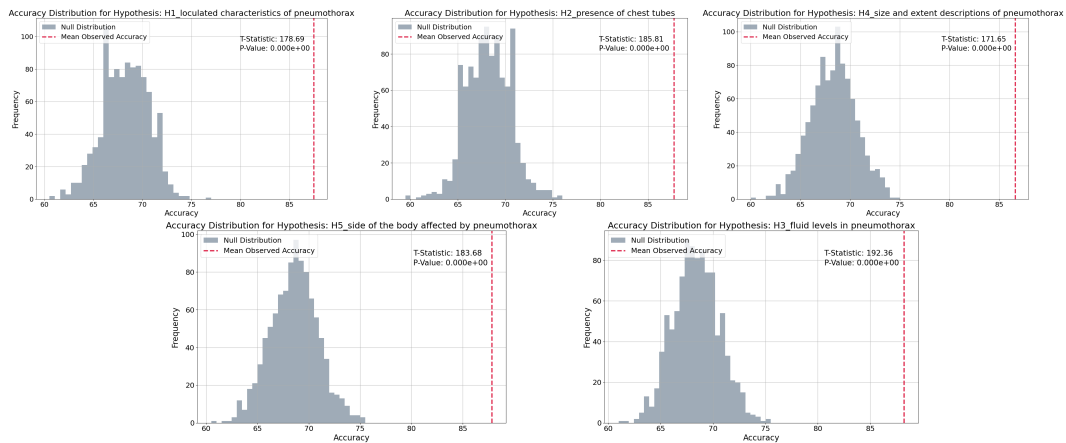 Accuracy Distribution for Hypothesis: H1_loculated characteristics of pneumothorax
Null Distribution
Mean Observed Accuracy
T-Statistic: 178.69
P-Value: 0.000e+00
Frequency
100
80
60
40
20
0
60 65 70 75 80 85
Accuracy
Accuracy Distribution for Hypothesis: H2_presence of chest tubes
Null Distribution
Mean Observed Accuracy
T-Statistic: 185.81
P-Value: 0.000e+00
Frequency
80
60
40
20
0
60 65 70 75 80 85
Accuracy
Accuracy Distribution for Hypothesis: H4_size and extent descriptions of pneumothorax
Null Distribution
Mean Observed Accuracy
T-Statistic: 171.65
P-Value: 0.000e+00
Frequency
100
80
60
40
20
0
60 65 70 75 80 85
Accuracy
Accuracy Distribution for Hypothesis: H5_side of the body affected by pneumothorax
Null Distribution
Mean Observed Accuracy
T-Statistic: 183.68
P-Value: 0.000e+00
Frequency
100
80
60
40
20
0
60 65 70 75 80 85
Accuracy
Accuracy Distribution for Hypothesis: H3_fluid levels in pneumothorax
Null Distribution
Mean Observed Accuracy
T-Statistic: 192.36
P-Value: 0.000e+00
Frequency
80
60
40
20
0
60 65 70 75 80 85
Accuracy